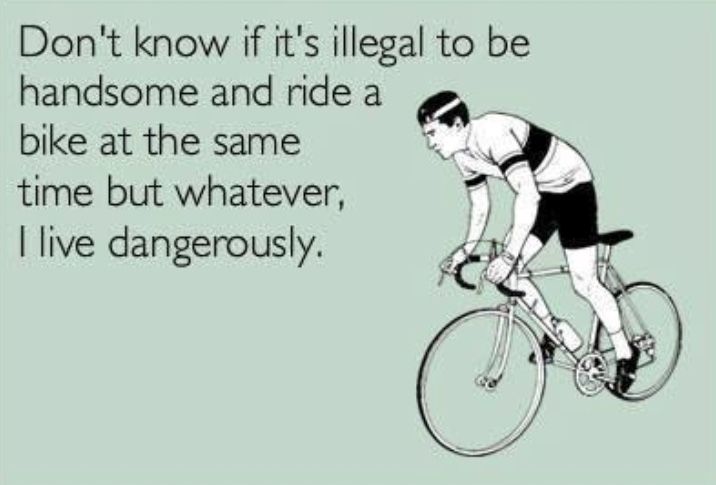 Don't know if it's illegal to be
handsome and ride a
bike at the same
time but whatever,
I live dangerously.